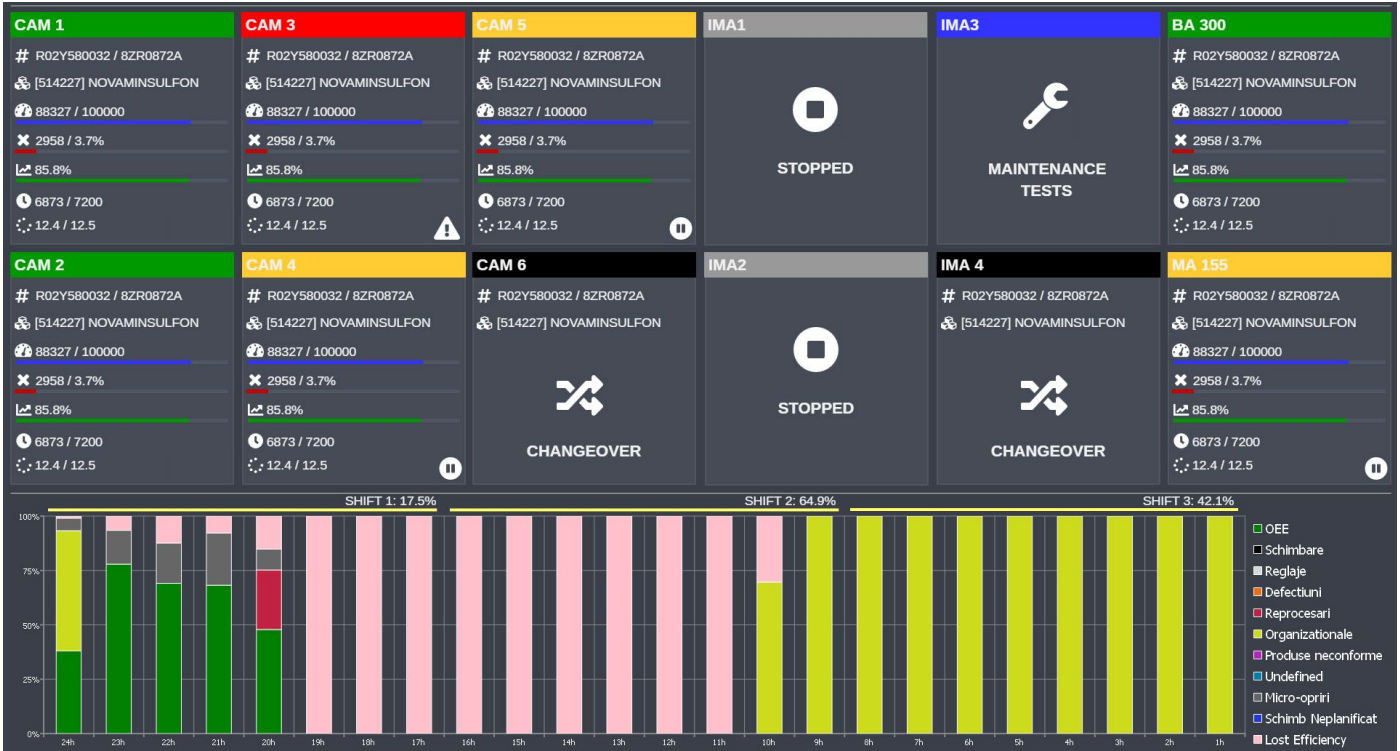 CAM 1
# R02Y580032 / 8ZR0872A
[514227] NOVAMINSULFON
88327 / 100000
2958 / 3.7%
85.8%
6873 / 7200
12.4 / 12.5
CAM 3
# R02Y580032 / 8ZR0872A
[514227] NOVAMINSULFON
88327 / 100000
2958 / 3.7%
85.8%
6873 / 7200
12.4 / 12.5
CAM 5
# R02Y580032 / 8ZR0872A
[514227] NOVAMINSULFON
88327 / 100000
2958 / 3.7%
85.8%
6873 / 7200
12.4 / 12.5
IMA1
STOPPED
IMA3
MAINTENANCE
TESTS
BA 300
# R02Y580032 / 8ZR0872A
[514227] NOVAMINSULFON
88327 / 100000
2958 / 3.7%
85.8%
6873 / 7200
12.4 / 12.5
CAM 2
# R02Y580032 / 8ZR0872A
[514227] NOVAMINSULFON
88327 / 100000
2958 / 3.7%
85.8%
6873 / 7200
12.4 / 12.5
CAM 4
# R02Y580032 / 8ZR0872A
[514227] NOVAMINSULFON
88327 / 100000
2958 / 3.7%
85.8%
6873 / 7200
12.4 / 12.5
CAM 6
# R02Y580032 / 8ZR0872A
[514227] NOVAMINSULFON
CHANGEOVER
IMA2
STOPPED
IMA 4
# R02Y580032 / 8ZR0872A
[514227] NOVAMINSULFON
CHANGEOVER
MA 155
# R02Y580032 / 8ZR0872A
[514227] NOVAMINSULFON
88327 / 100000
2958 / 3.7%
85.8%
6873 / 7200
12.4 / 12.5
SHIFT 1: 17.5% SHIFT 2: 64.9% SHIFT 3: 42.1%
100%
75%
50%
25%
0%
24h 23h 22h 21h 20h 19h 18h 17h 16h 15h 14h 13h 12h 11h 10h 9h 8h 7h 6h 5h 4h 3h 2h 1h
OEE
Schimbare
Reglaje
Defectiuni
Reprocesari
Organizationale
Produse neconforme
Undefined
Micro-opriri
Schimb Neplanificat
Lost Efficiency